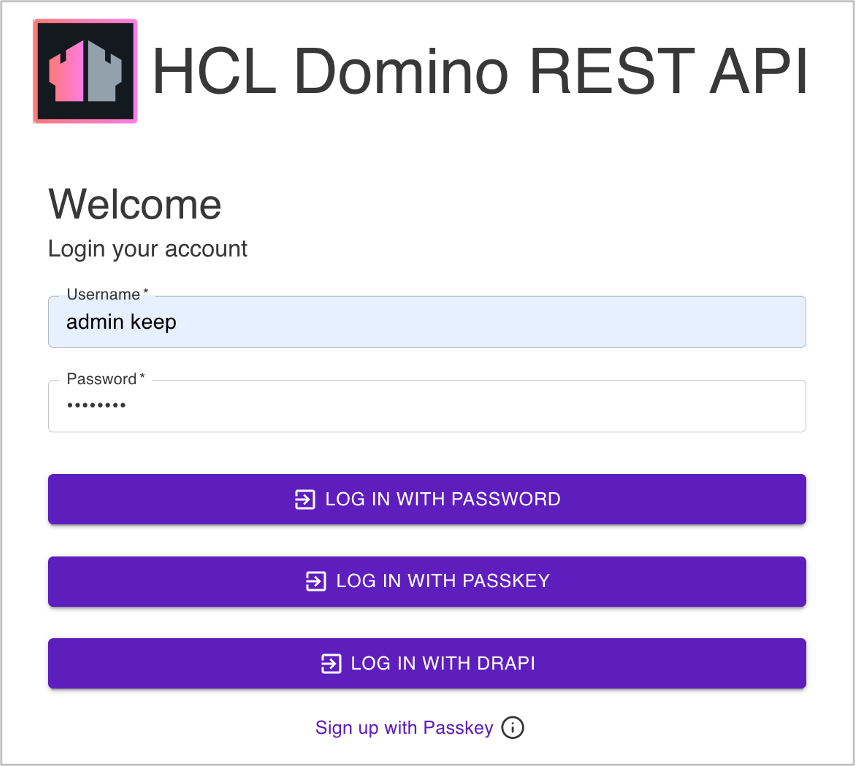 HCL Domino REST API
Welcome
Login your account
Username *
admin keep
Password *
••••••••
LOG IN WITH PASSWORD
LOG IN WITH PASSKEY
LOG IN WITH DRAPI
Sign up with Passkey